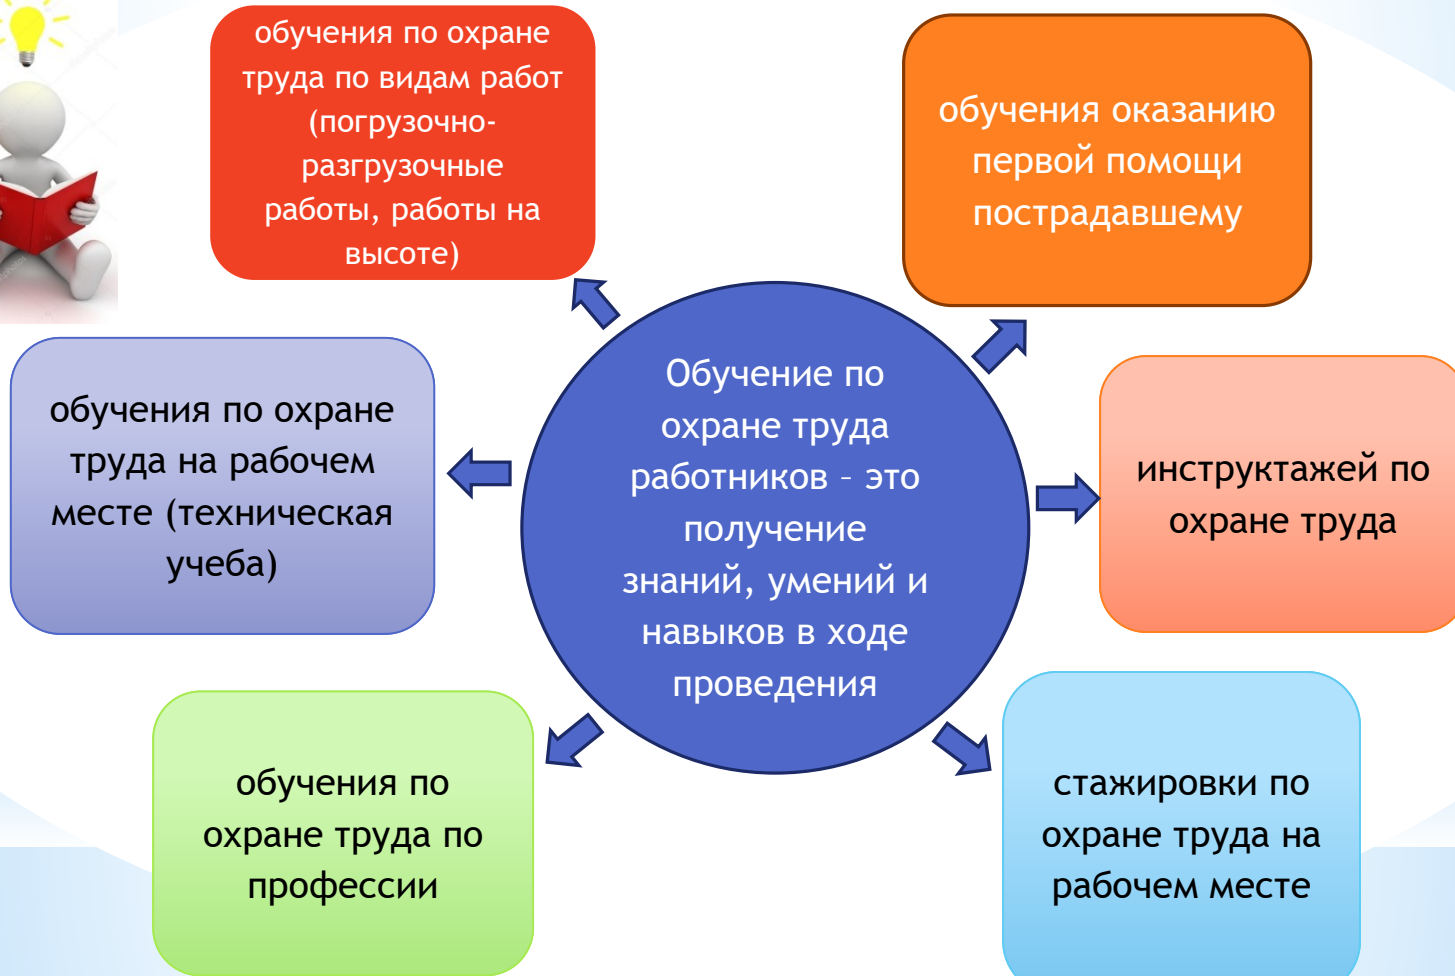 обучения по охране
труда по видам работ
(погрузочно-
разгрузочные
работы, работы на
высоте)
обучения оказанию
первой помощи
пострадавшему
обучения по охране
труда на рабочем
месте (техническая
учеба)
Обучение по
охране труда
работников – это
получение
знаний, умений и
навыков в ходе
проведения
инструктажей по
охране труда
обучения по
охране труда по
профессии
стажировки по
охране труда на
рабочем месте